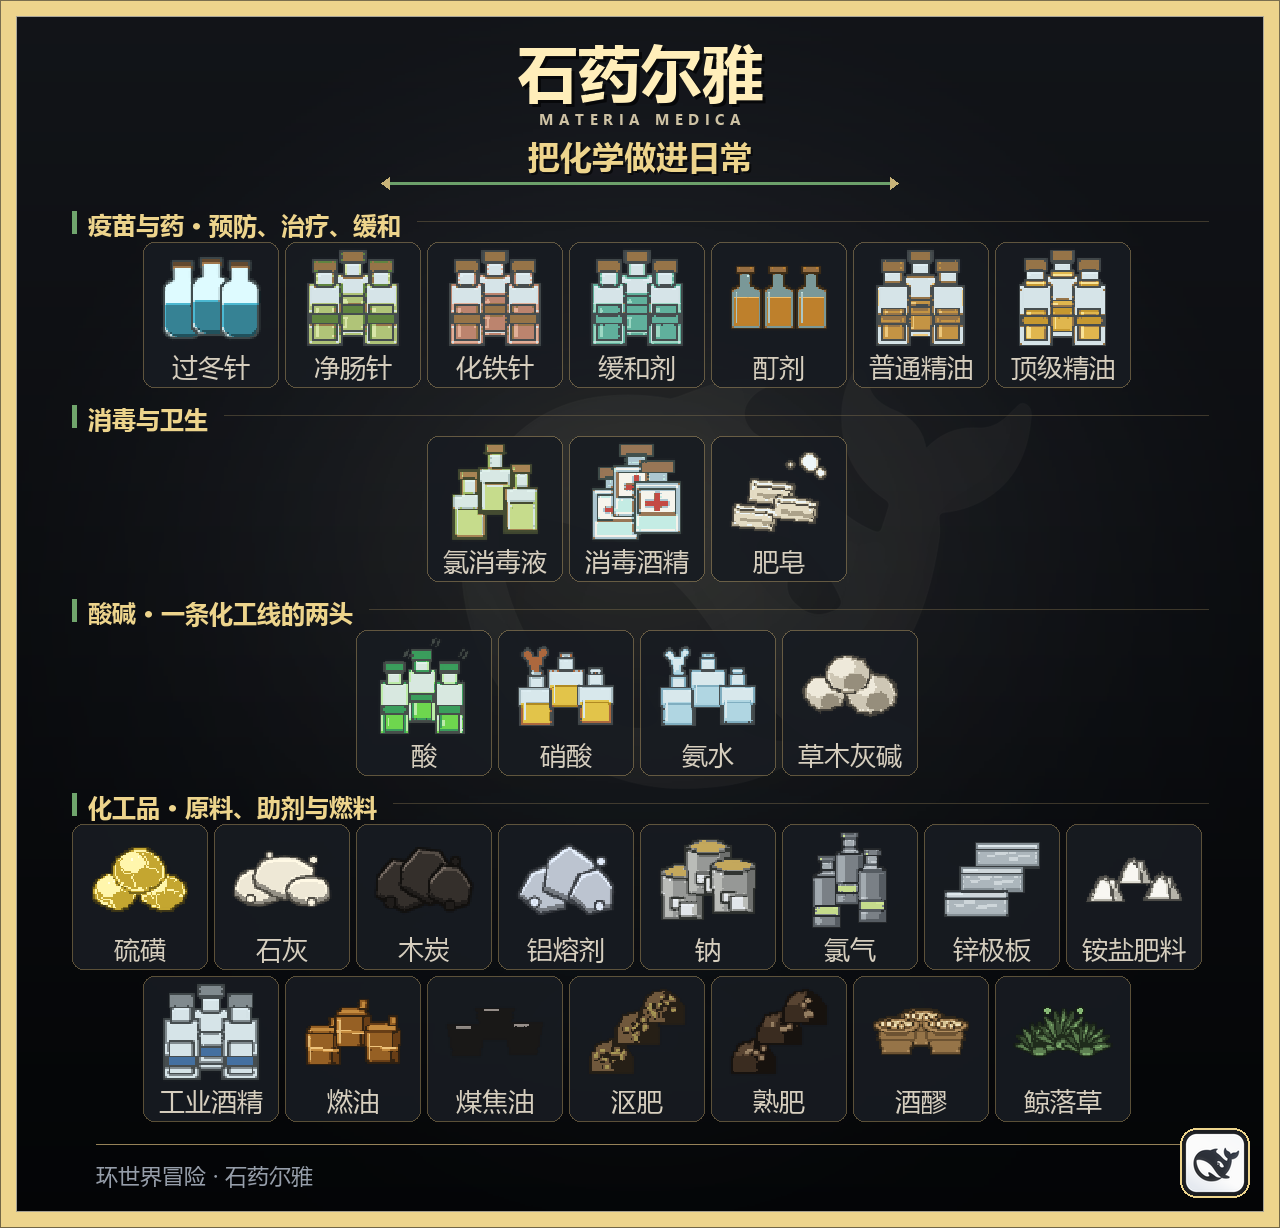 石药尔雅
MATERIA MEDICA
把化学做进日常
疫苗与药·预防、治疗、缓和
过冬针 净肠针 化铁针 缓和剂 酊剂 普通精油 顶级精油
消毒与卫生
氯消毒液 消毒酒精 肥皂
酸碱·一条化工线的两头
酸 硝酸 氨水 草木灰碱
化工品·原料、助剂与燃料
硫磺 石灰 木炭 铝熔剂 钠 氯气 锌极板 铵盐肥料
工业酒精 燃油 煤焦油 沤肥 熟肥 酒醪 鲸落草
环世界冒险·石药尔雅